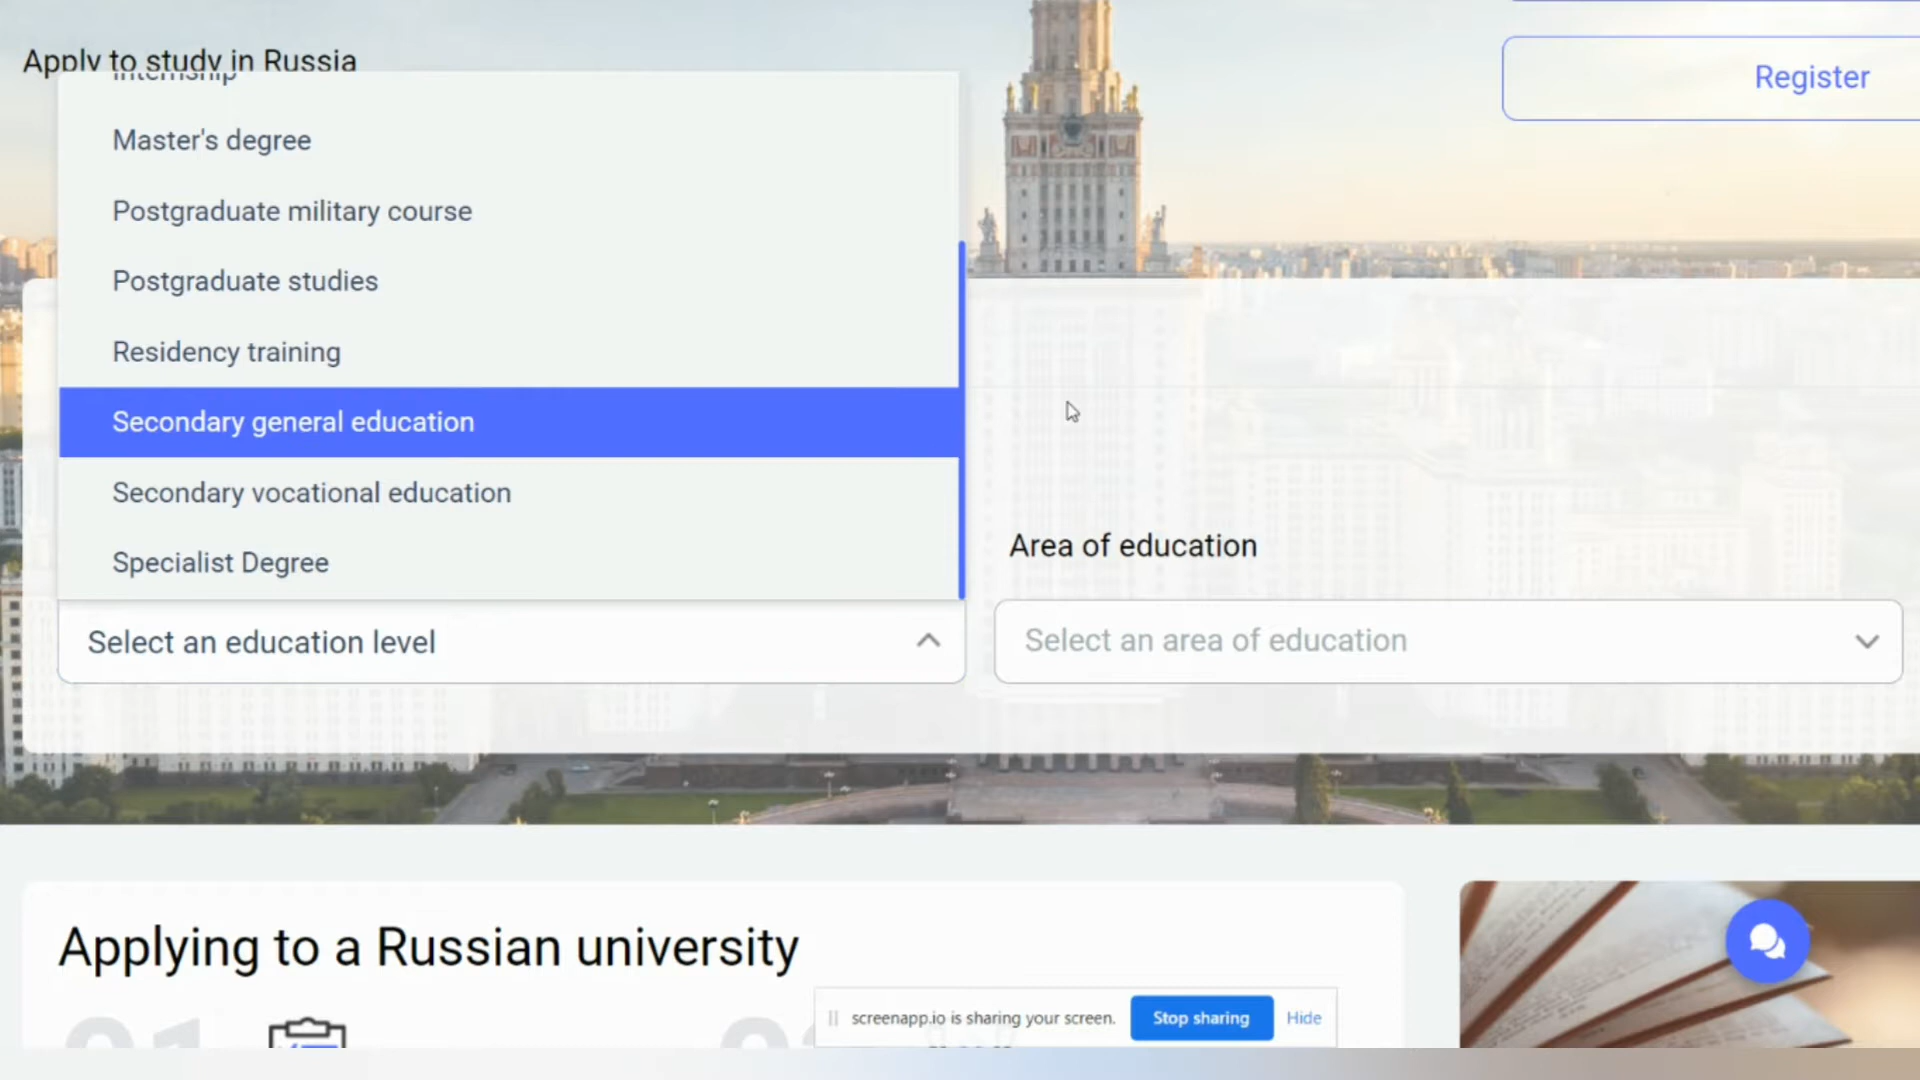 Apply to study in Russia
Register
Internship
Master's degree
Postgraduate military course
Postgraduate studies
Residency training
Secondary general education
Secondary vocational education
Specialist Degree
Select an education level
Area of education
Select an area of education
Applying to a Russian university
01
screenapp.io is sharing your screen.
Stop sharing
Hide